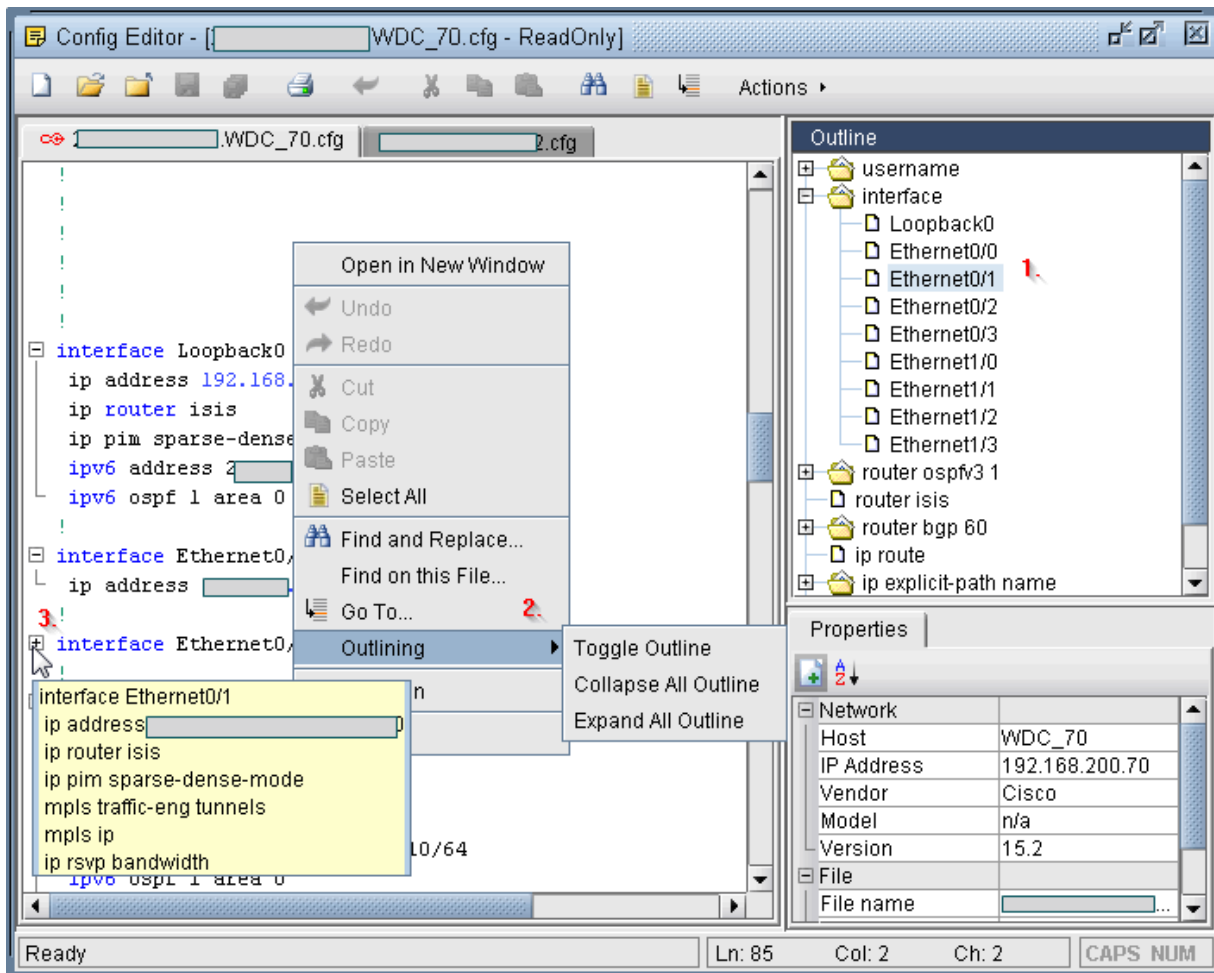 Config Editor - [ WDC_70.cfg - ReadOnly]
Actions
.WDC_70.cfg
2.cfg
!
!
!
!
!
!
interface Loopback0
ip address 192.168.
ip router isis
ip pim sparse-dense
ipv6 address 2
ipv6 ospf 1 area 0
!
interface Ethernet0/
ip address
3.
!
interface Ethernet0/
!
interface Ethernet0/1
ip address 0
ip router isis
ip pim sparse-dense-mode
mpls traffic-eng tunnels
mpls ip
ip rsvp bandwidth
10/64
ipv6 ospf 1 area 0
Open in New Window
Undo
Redo
Cut
Copy
Paste
Select All
Find and Replace...
Find on this File...
Go To...
2.
Outlining
n
Toggle Outline
Collapse All Outline
Expand All Outline
Outline
username
interface
Loopback0
Ethernet0/0
1.
Ethernet0/1
Ethernet0/2
Ethernet0/3
Ethernet1/0
Ethernet1/1
Ethernet1/2
Ethernet1/3
router ospfv3 1
router isis
router bgp 60
ip route
ip explicit-path name
Properties
A
Z
Network
Host WDC_70
IP Address 192.168.200.70
Vendor Cisco
Model n/a
Version 15.2
File
File name ...
Ready
Ln: 85 Col: 2 Ch: 2 CAPS NUM